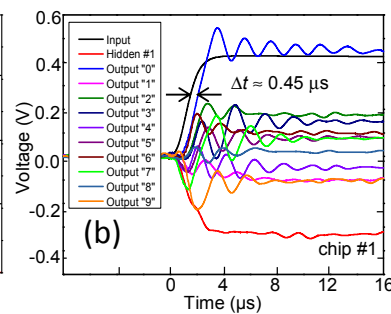 0.6
0.4
0.2
0.0
-0.2
-0.4
Voltage (V)
Input
Hidden #1
Output "0"
Output "1"
Output "2"
Output "3"
Output "4"
Output "5"
Output "6"
Output "7"
Output "8"
Output "9"
Δt ≈ 0.45 μs
(b)
chip #1
0 4 8 12 16
Time (μs)